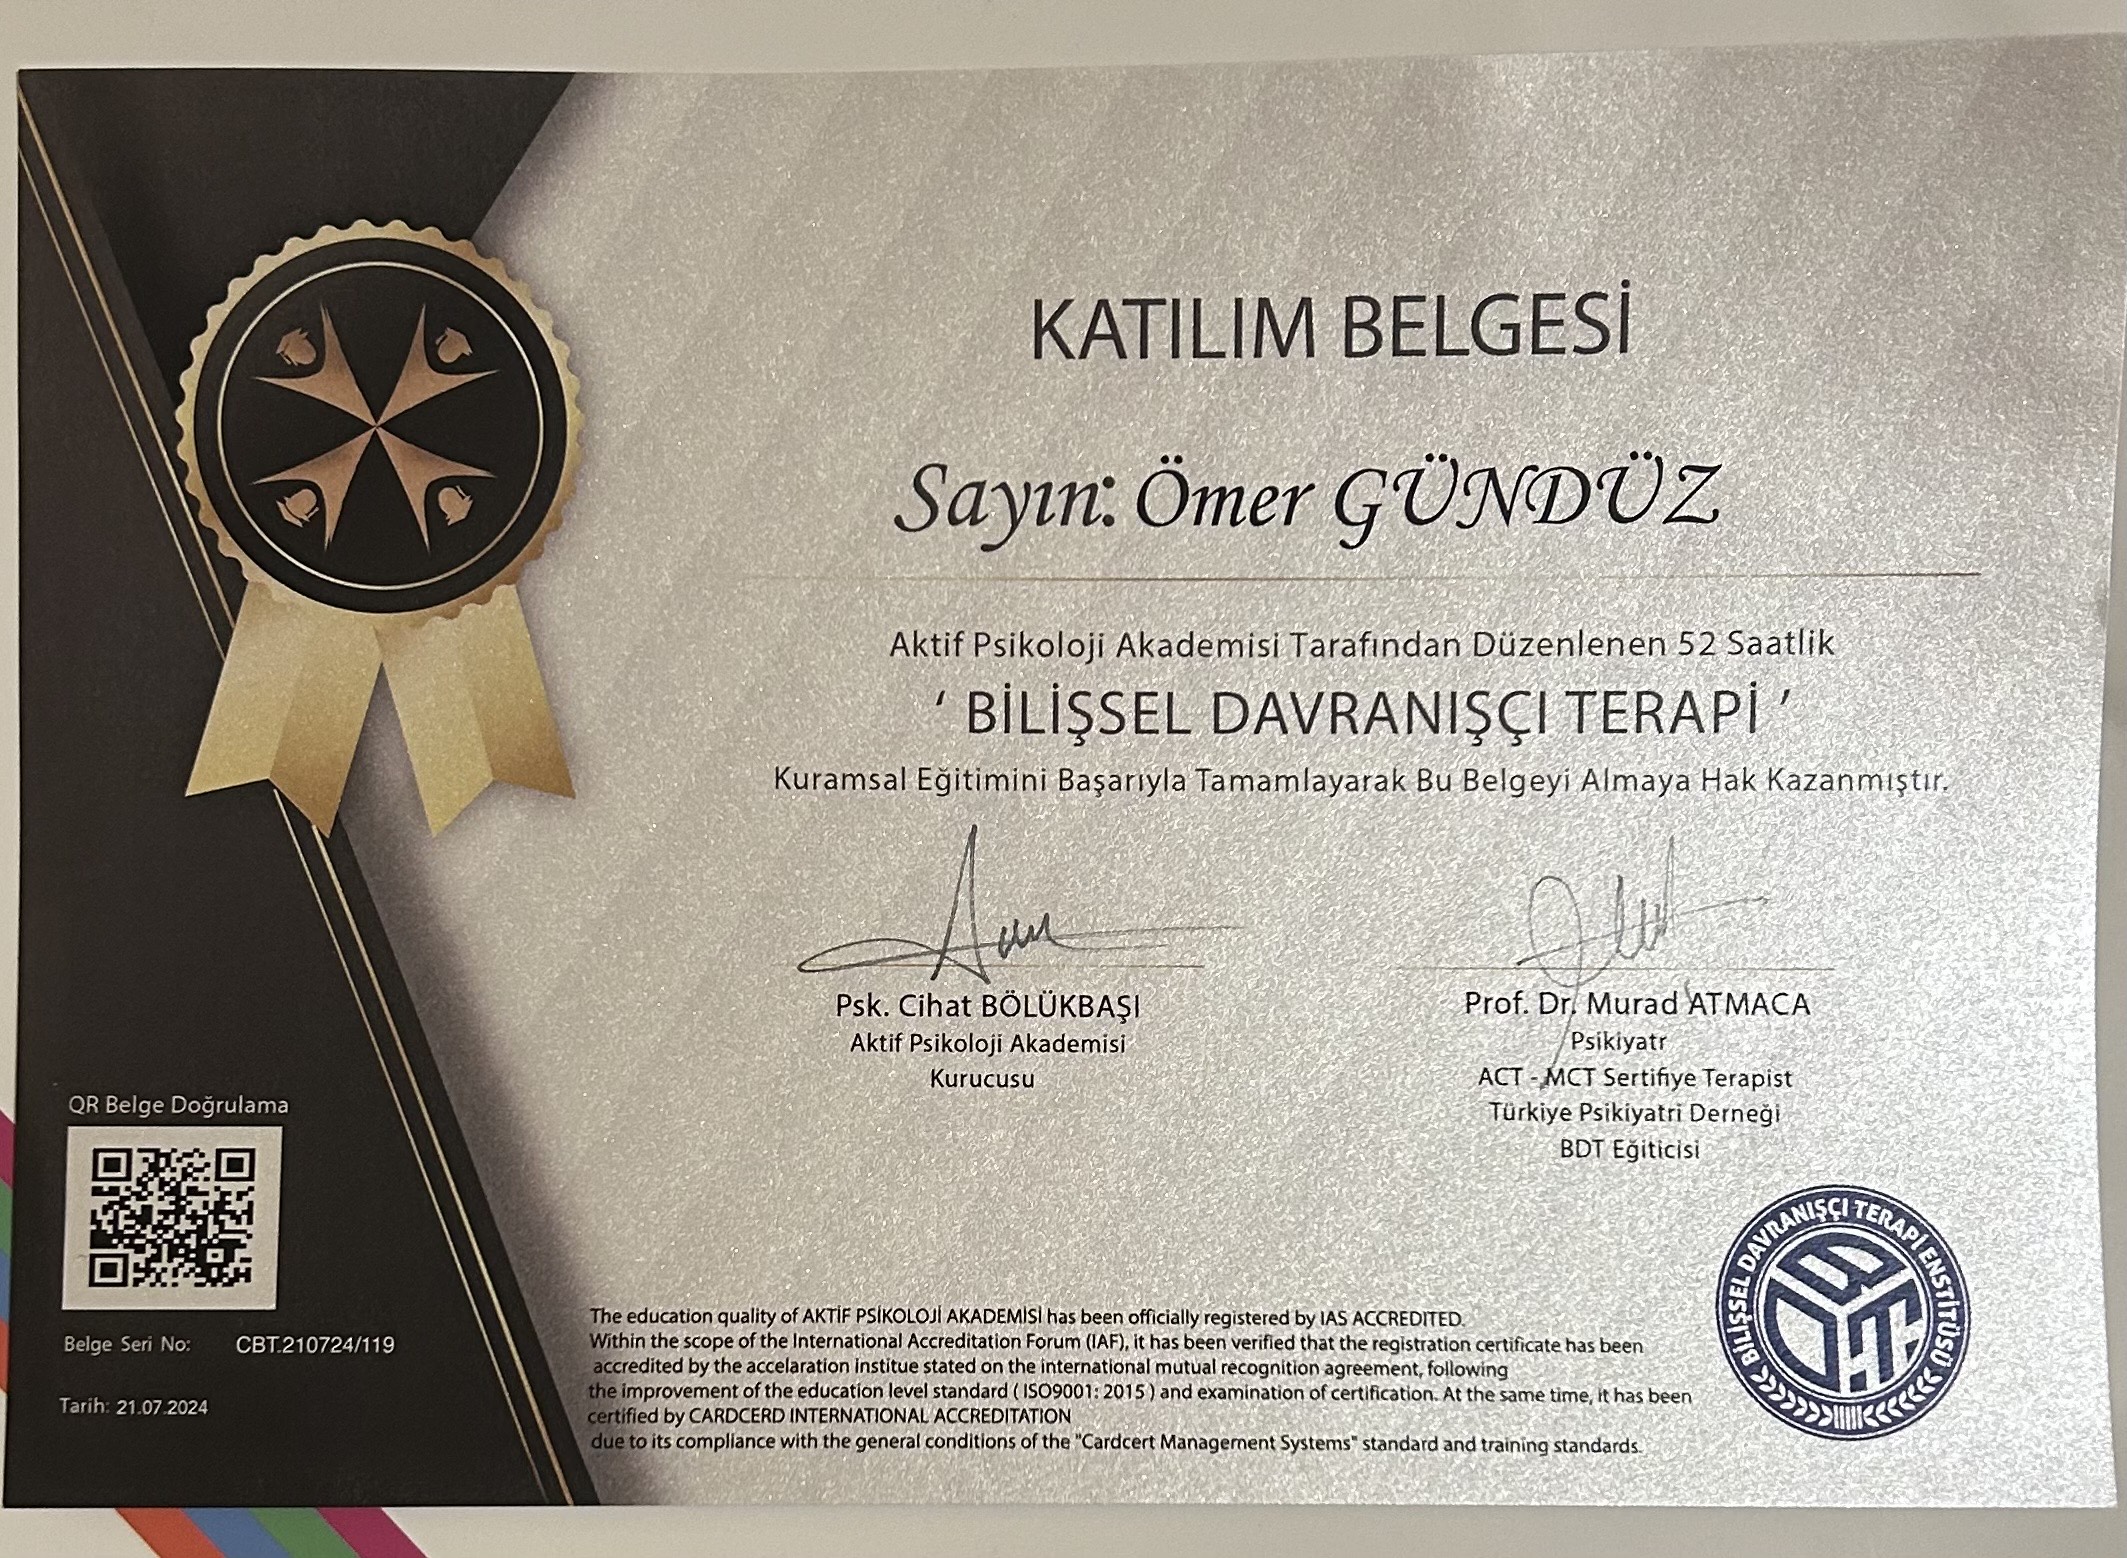 KATILIM BELGESİ
Sayın: Ömer GÜNDÜZ
Aktif Psikoloji Akademisi Tarafından Düzenlenen 52 Saatlik
‘ BİLİŞSEL DAVRANIŞÇI TERAPİ ’
Kuramsal Eğitimini Başarıyla Tamamlayarak Bu Belgeyi Almaya Hak Kazanmıştır.
Psk. Cihat BÖLÜKBAŞI
Aktif Psikoloji Akademisi
Kurucusu
Prof. Dr. Murad ATMACA
Psikiyatr
ACT - MCT Sertifiye Terapist
Türkiye Psikiyatri Derneği
BDT Eğiticisi
QR Belge Doğrulama
Belge Seri No: CBT.210724/119
Tarih: 21.07.2024
The education quality of AKTİF PSİKOLOJİ AKADEMİSİ has been officially registered by IAS ACCREDITED.
Within the scope of the International Accreditation Forum (IAF), it has been verified that the registration certificate has been
accredited by the accelaration institue stated on the international mutual recognition agreement, following
the improvement of the education level standard ( ISO9001: 2015 ) and examination of certification. At the same time, it has been
certified by CARDCERD INTERNATIONAL ACCREDITATION
due to its compliance with the general conditions of the "Cardcert Management Systems" standard and training standards.
BİLİŞSEL DAVRANIŞÇI TERAPİ ENSTİTÜSÜ
BDT